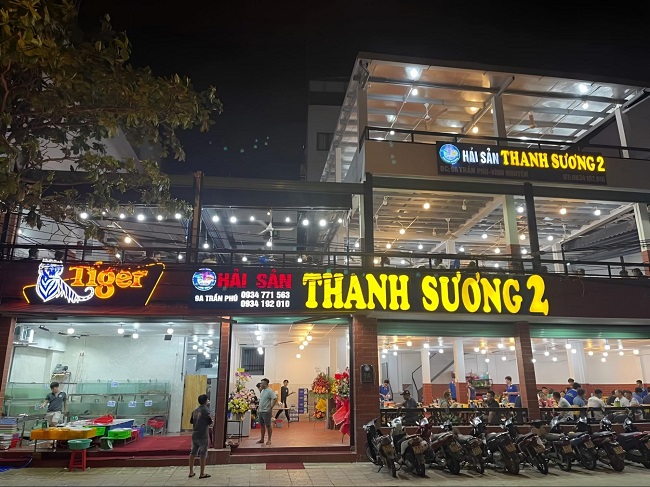 HẢI SẢN THANH SƯƠNG 2
Tiger
HẢI SẢN THANH SƯƠNG 2
9A TRẦN PHÚ
0934 771 563
0934 192 010